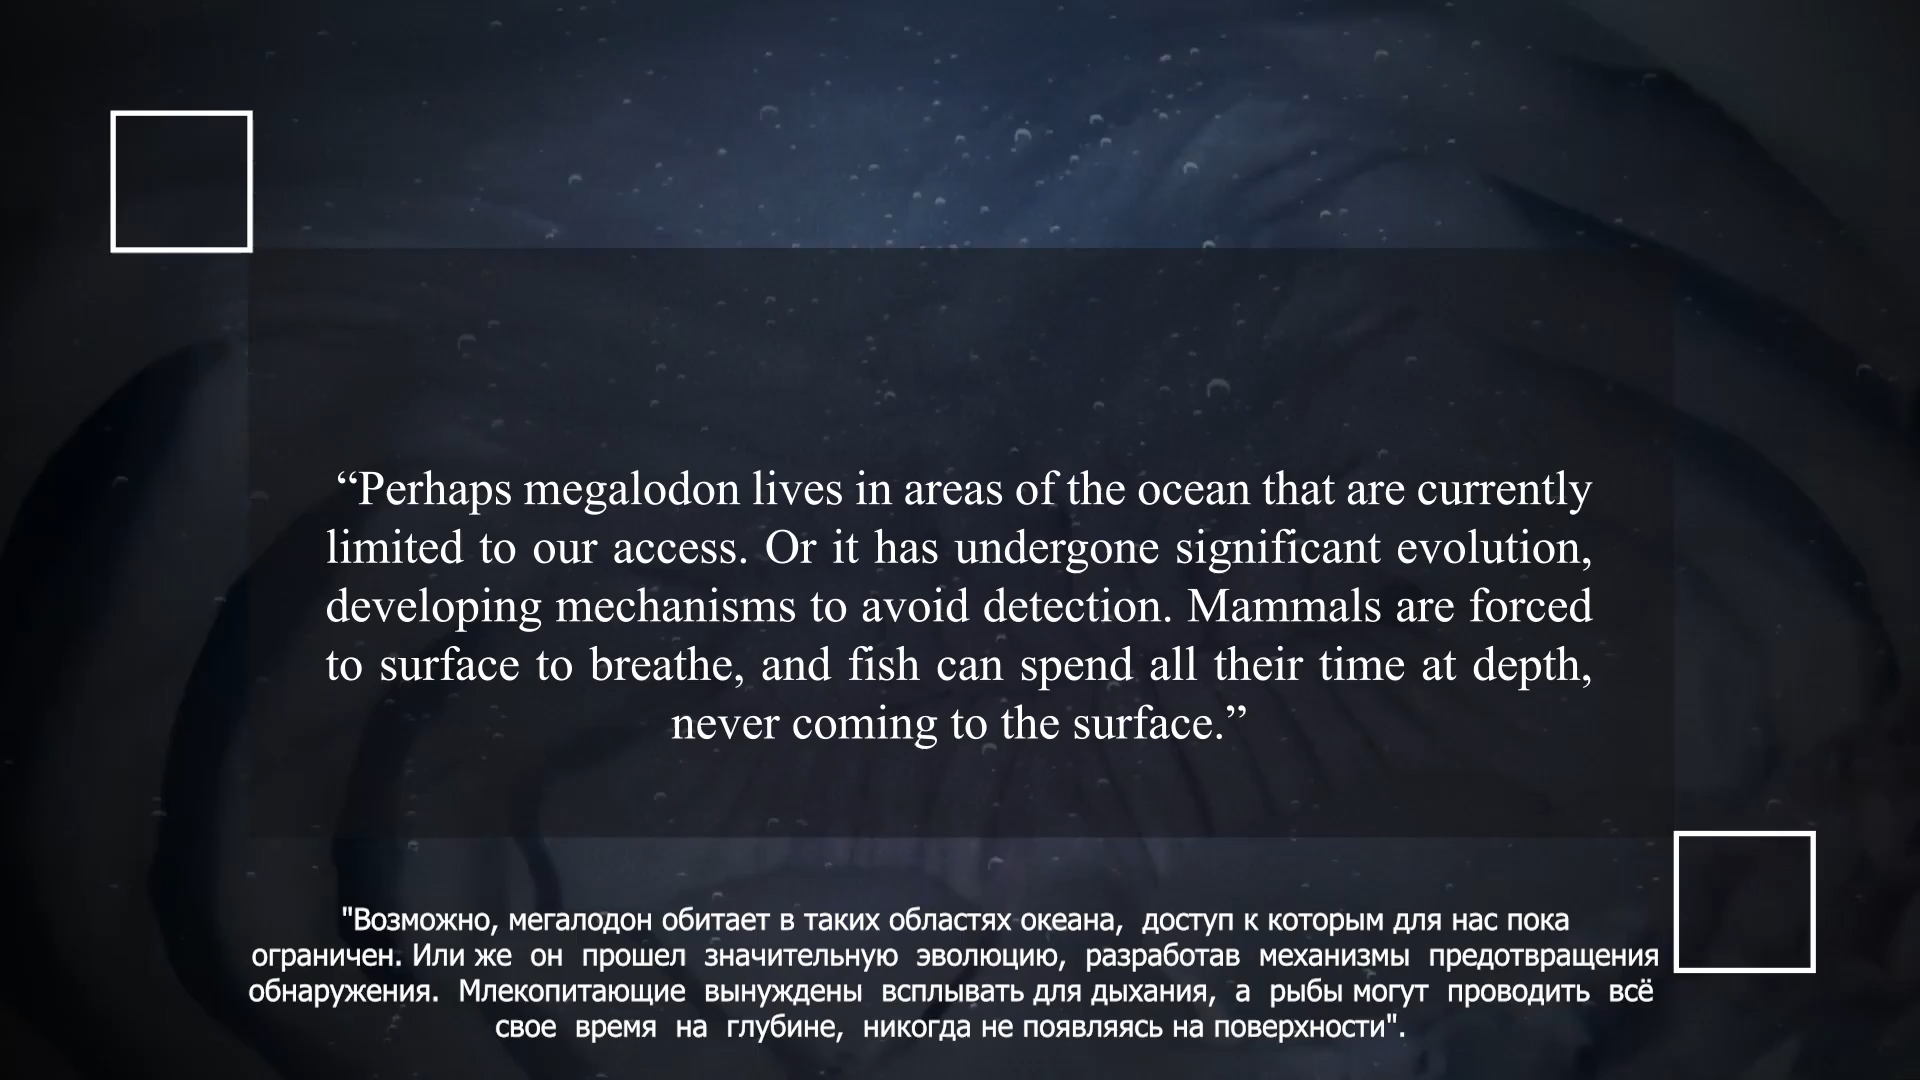 “Perhaps megalodon lives in areas of the ocean that are currently
limited to our access. Or it has undergone significant evolution,
developing mechanisms to avoid detection. Mammals are forced
to surface to breathe, and fish can spend all their time at depth,
never coming to the surface.”
"Возможно, мегалодон обитает в таких областях океана, доступ к которым для нас пока
ограничен. Или же он прошел значительную эволюцию, разработав механизмы предотвращения
обнаружения. Млекопитающие вынуждены всплывать для дыхания, а рыбы могут проводить всё
свое время на глубине, никогда не появляясь на поверхности".